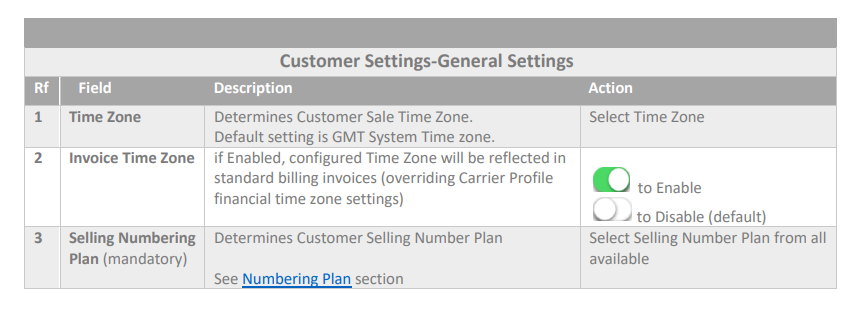 Customer Settings-General Settings
Rf Field Description Action
1 Time Zone Determines Customer Sale Time Zone. Select Time Zone
Default setting is GMT System Time zone.
2 Invoice Time Zone if Enabled, configured Time Zone will be reflected in
standard billing invoices (overriding Carrier Profile
financial time zone settings)
to Enable
to Disable (default)
3 Selling Numbering Determines Customer Selling Number Plan Select Selling Number Plan from all
Plan (mandatory) available
See Numbering Plan section